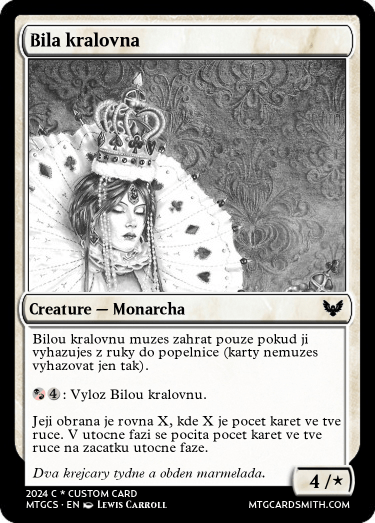 Bila kralovna
Creature — Monarcha
Bilou kralovnu muzes zahrat pouze pokud ji
vyhazujes z ruky do popelnice (karty nemuzes
vyhazovat jen tak).
4: Vyloz Bilou kralovnu.
Jeji obrana je rovna X, kde X je pocet karet ve tve
ruce. V utocne fazi se pocita pocet karet ve tve
ruce na zacatku utocne faze.
Dva krejcary tydne a obden marmelada.
4/★
2024 C * CUSTOM CARD
MTGCS - EN Lewis Carroll
MTGCARDSMITH.COM